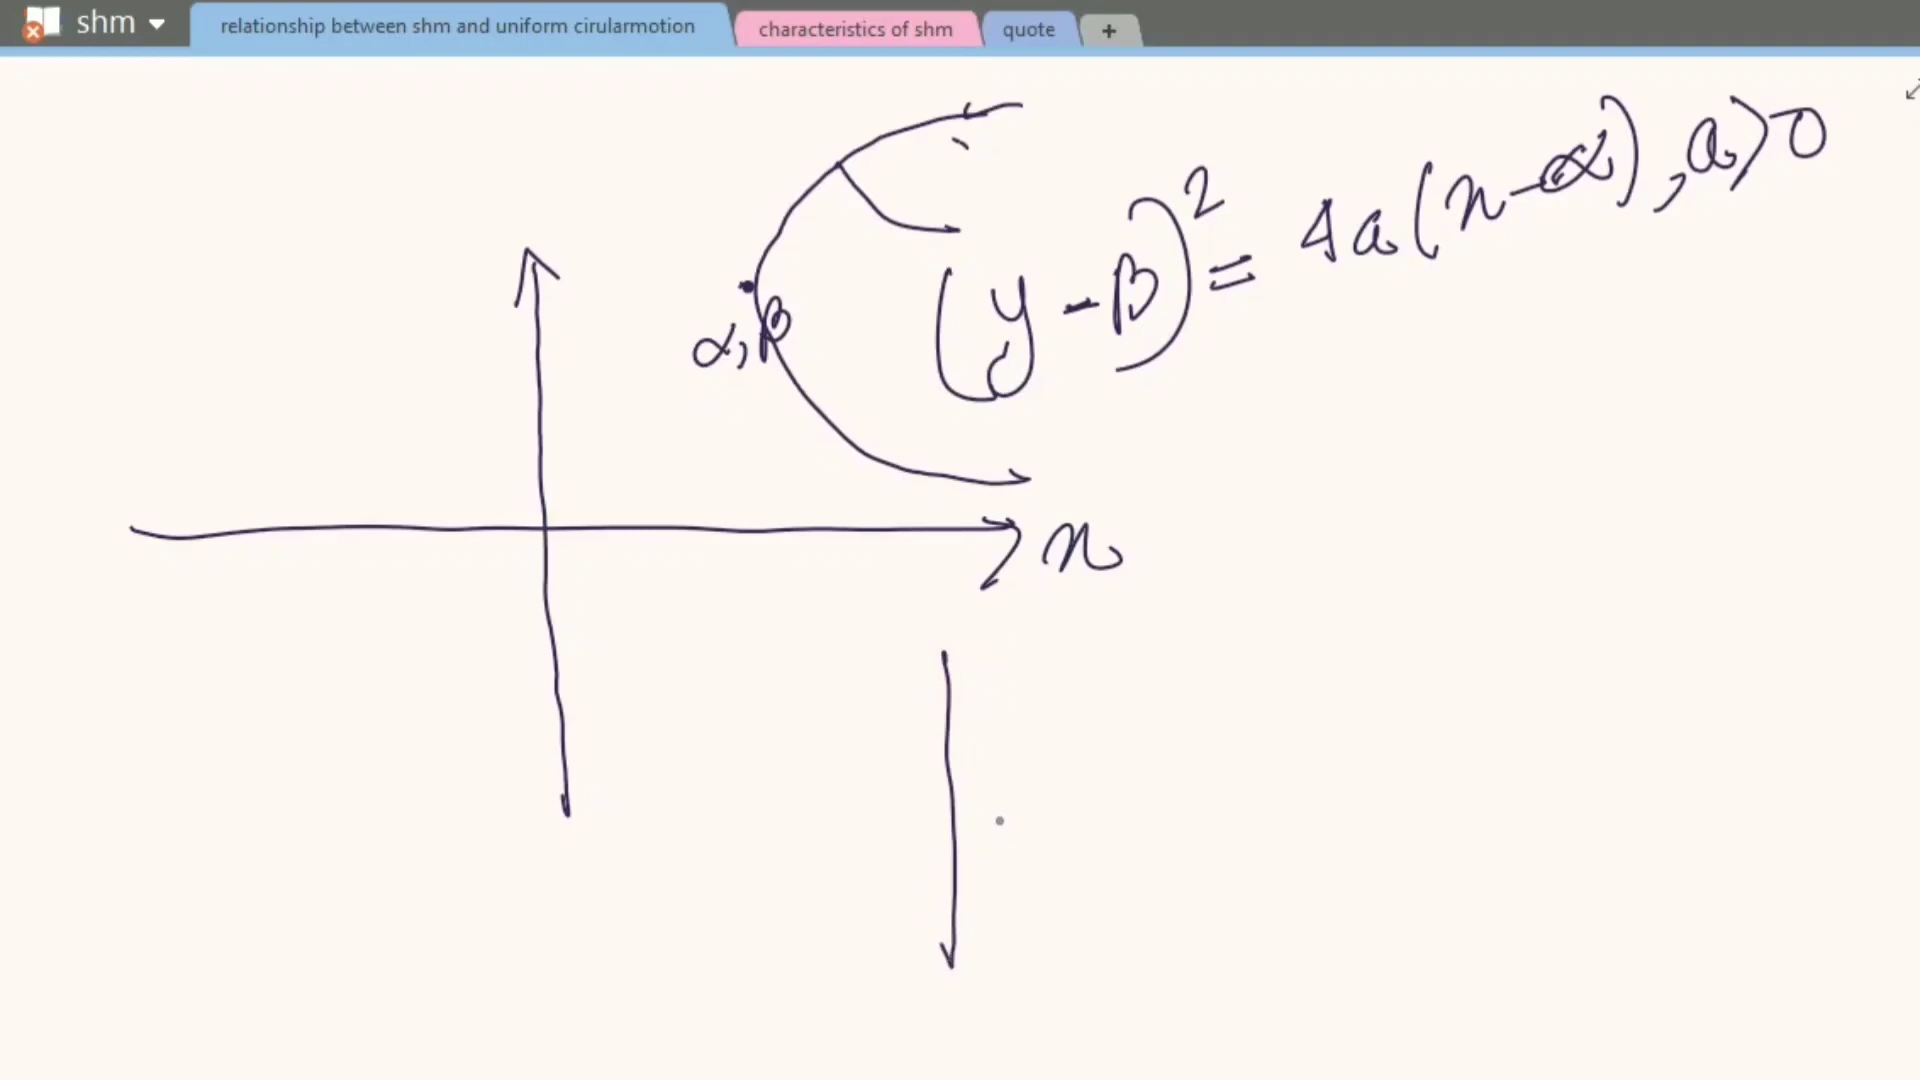 shm
relationship between shm and uniform cirularmotion
characteristics of shm
quote
+
(y - β)² = 4a(x-α), a>0
α, β
x